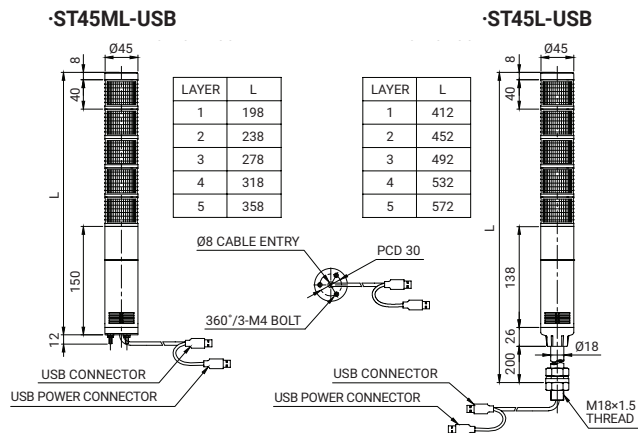 ·ST45ML-USB
·ST45L-USB
Ø45
8
40
L
150
12
LAYER L
1 198
2 238
3 278
4 318
5 358
LAYER L
1 412
2 452
3 492
4 532
5 572
Ø45
8
40
L
138
26
200
Ø18
Ø8 CABLE ENTRY
PCD 30
360˚/3-M4 BOLT
USB CONNECTOR
USB POWER CONNECTOR
USB CONNECTOR
USB POWER CONNECTOR
M18×1.5
THREAD